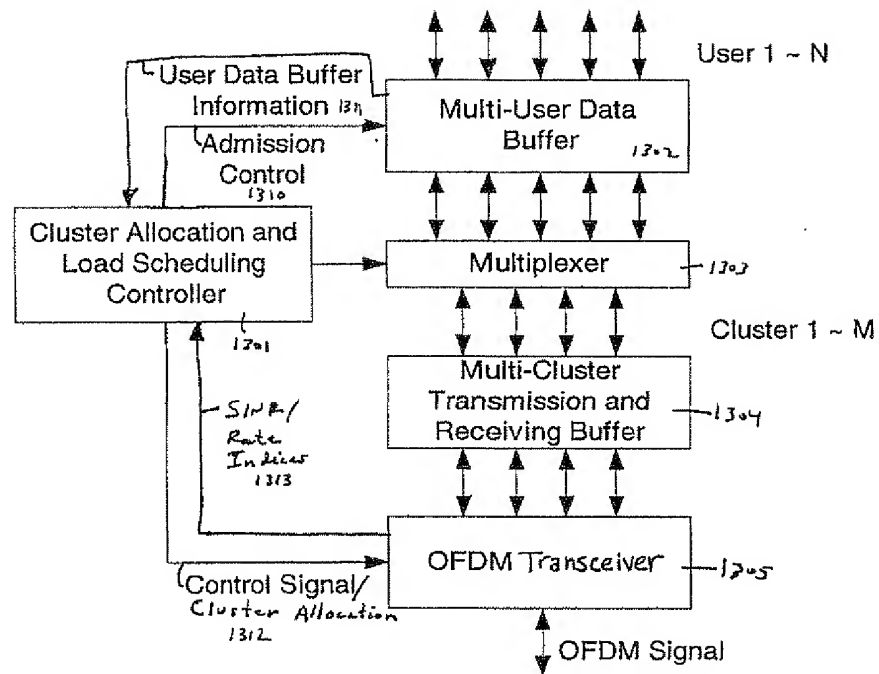 User 1 ~ N
User Data Buffer
Information 1311
Admission
Control
1310
Multi-User Data
Buffer
1302
Cluster Allocation and
Load Scheduling
Controller
1301
Multiplexer
1303
Cluster 1 ~ M
Multi-Cluster
Transmission and
Receiving Buffer
1304
SINR/
Rate
Indices
1313
OFDM Transceiver
1305
Control Signal/
Cluster Allocation
1312
OFDM Signal